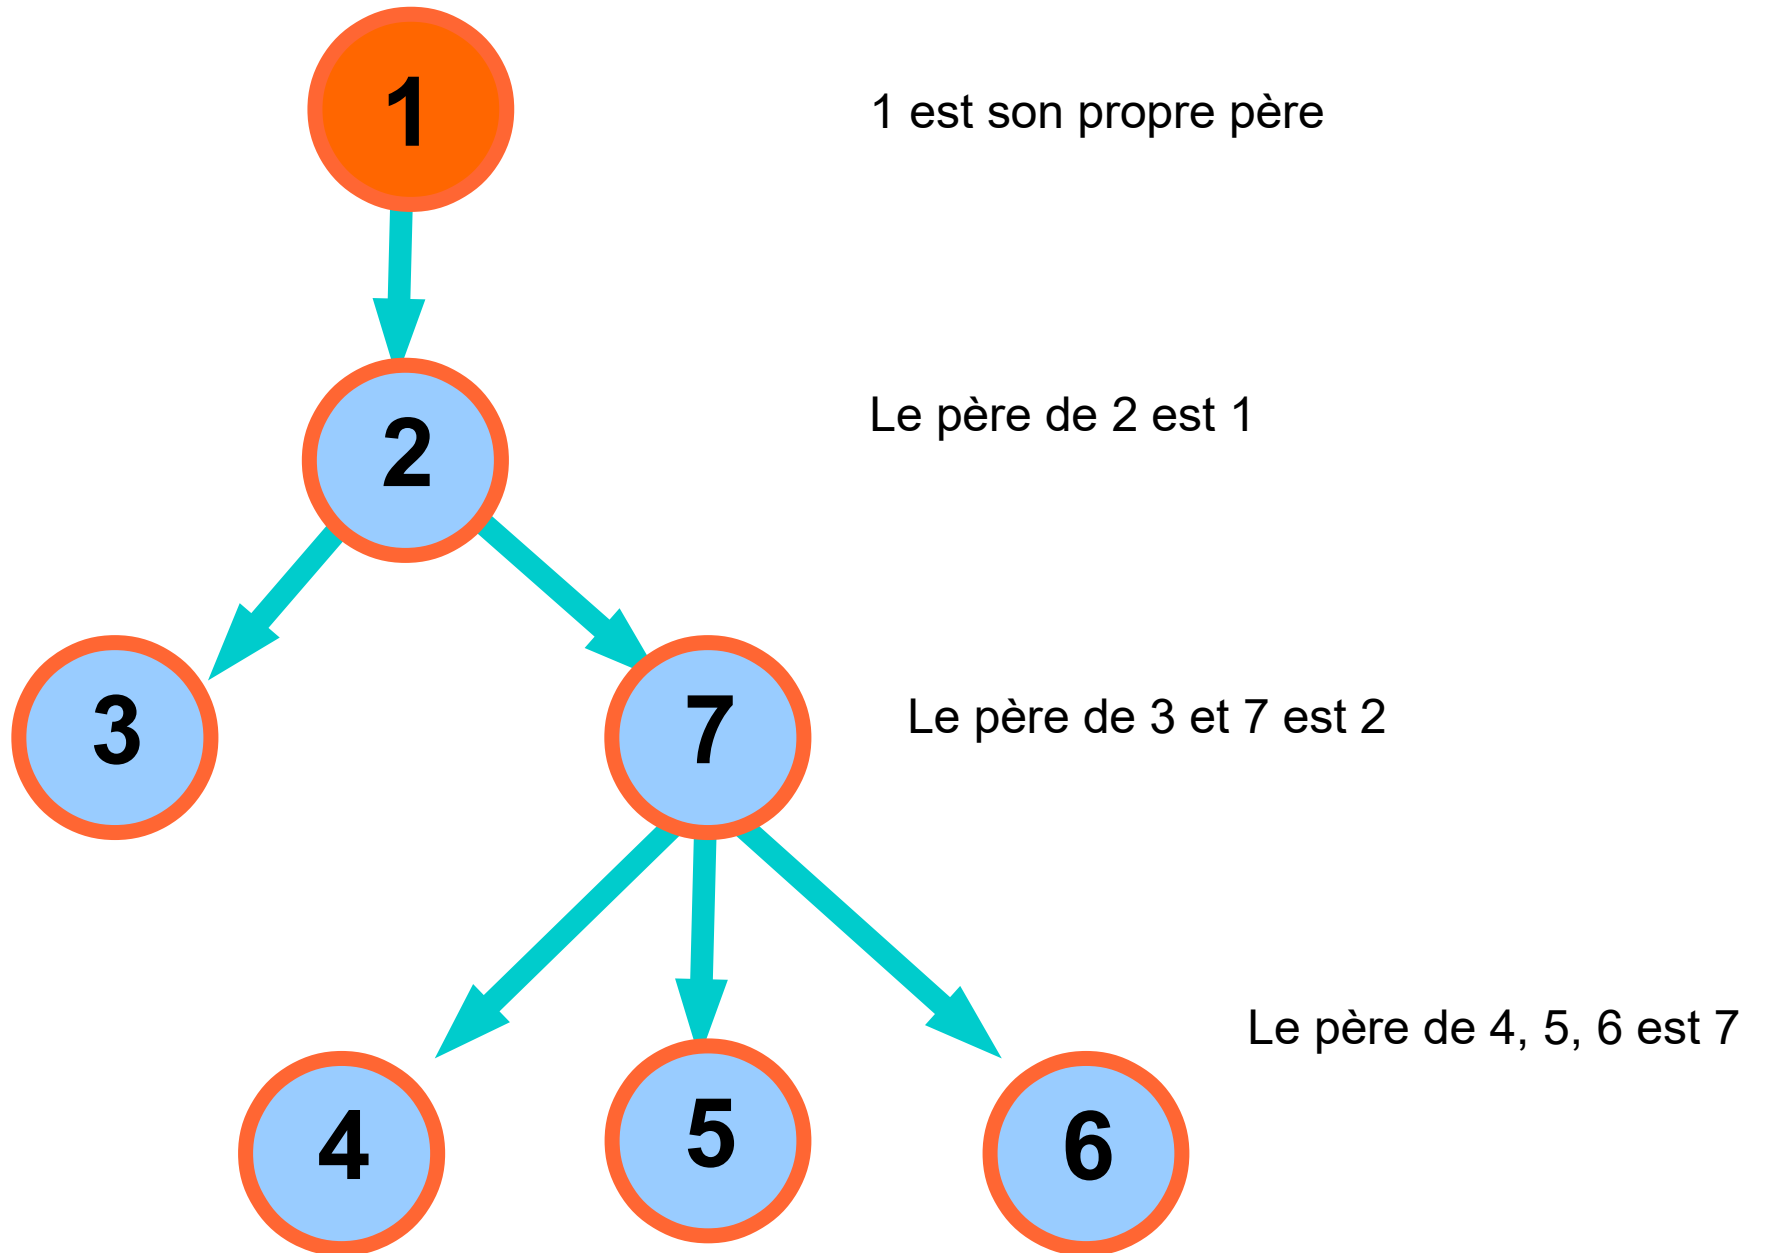 1
1 est son propre père
2
Le père de 2 est 1
3
7
Le père de 3 et 7 est 2
4
5
6
Le père de 4, 5, 6 est 7